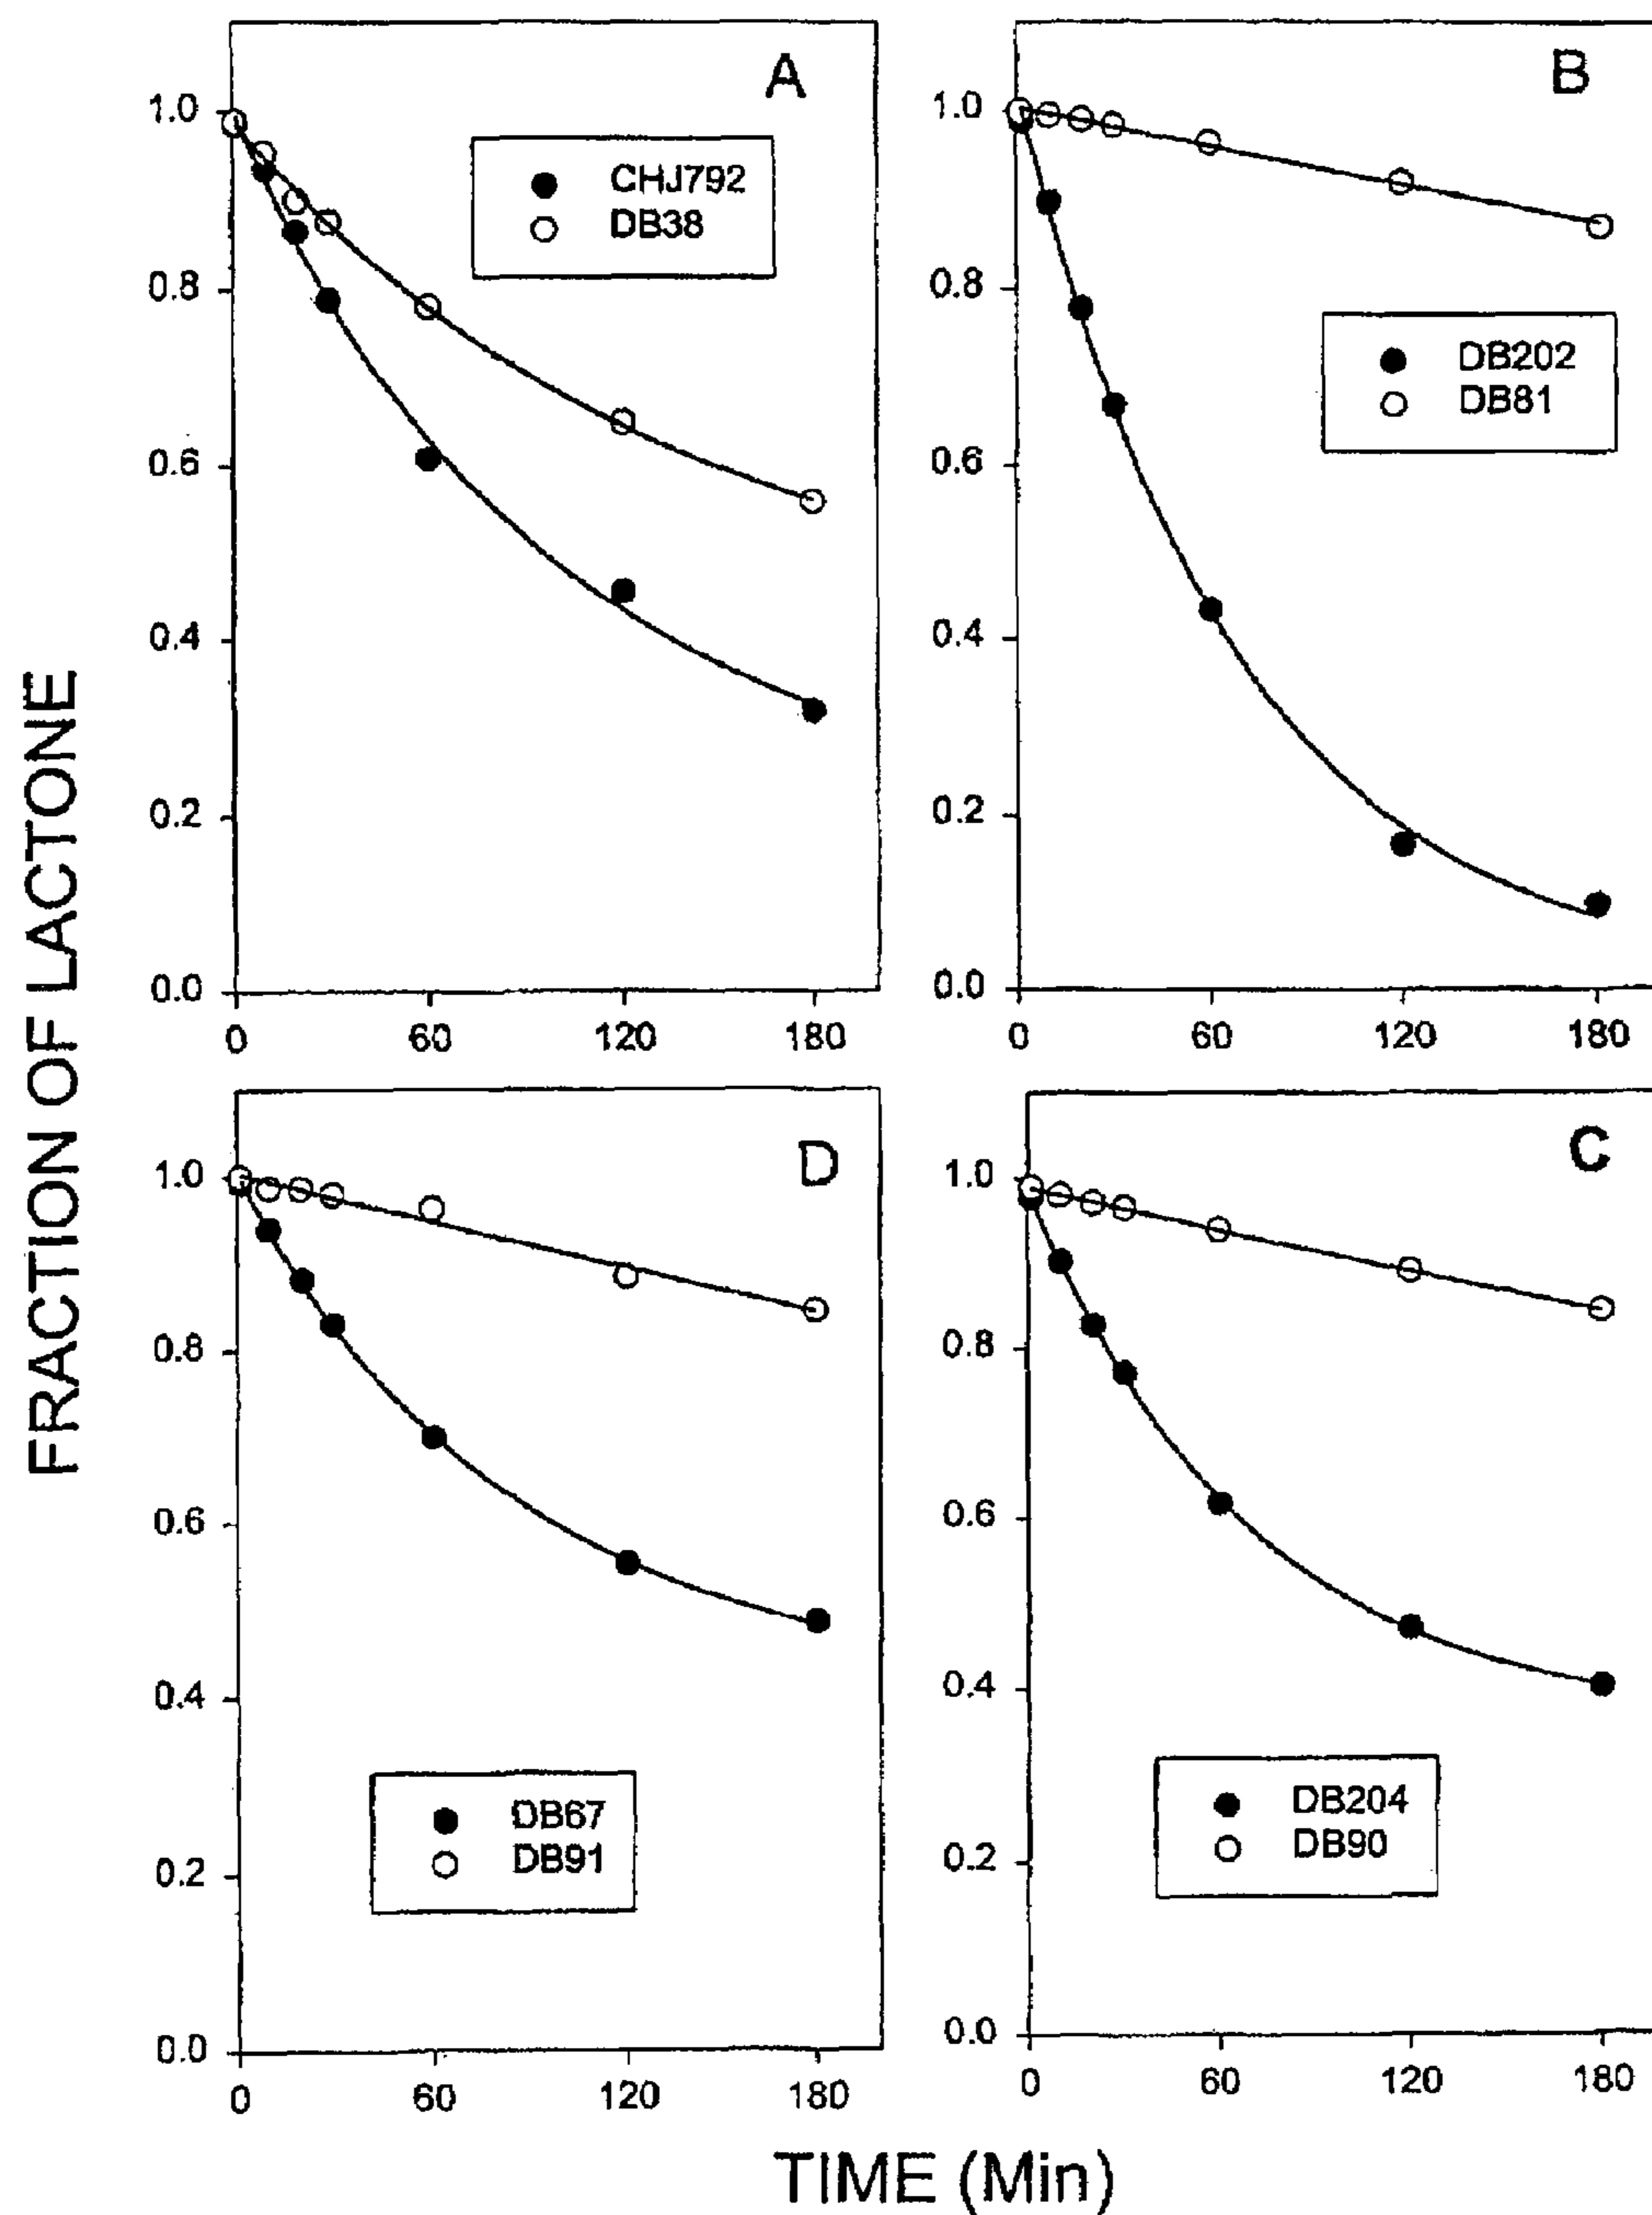 FRACTION OF LACTONE
A
1.0
0.8
0.6
0.4
0.2
0.0
CHJ792
DB38
0 60 120 180
B
1.0
0.8
0.6
0.4
0.2
0.0
DB202
DB81
0 60 120 180
D
1.0
0.8
0.6
0.4
0.2
0.0
DB67
DB91
0 60 120 180
C
1.0
0.8
0.6
0.4
0.2
0.0
DB204
DB90
0 60 120 180
TIME (Min)